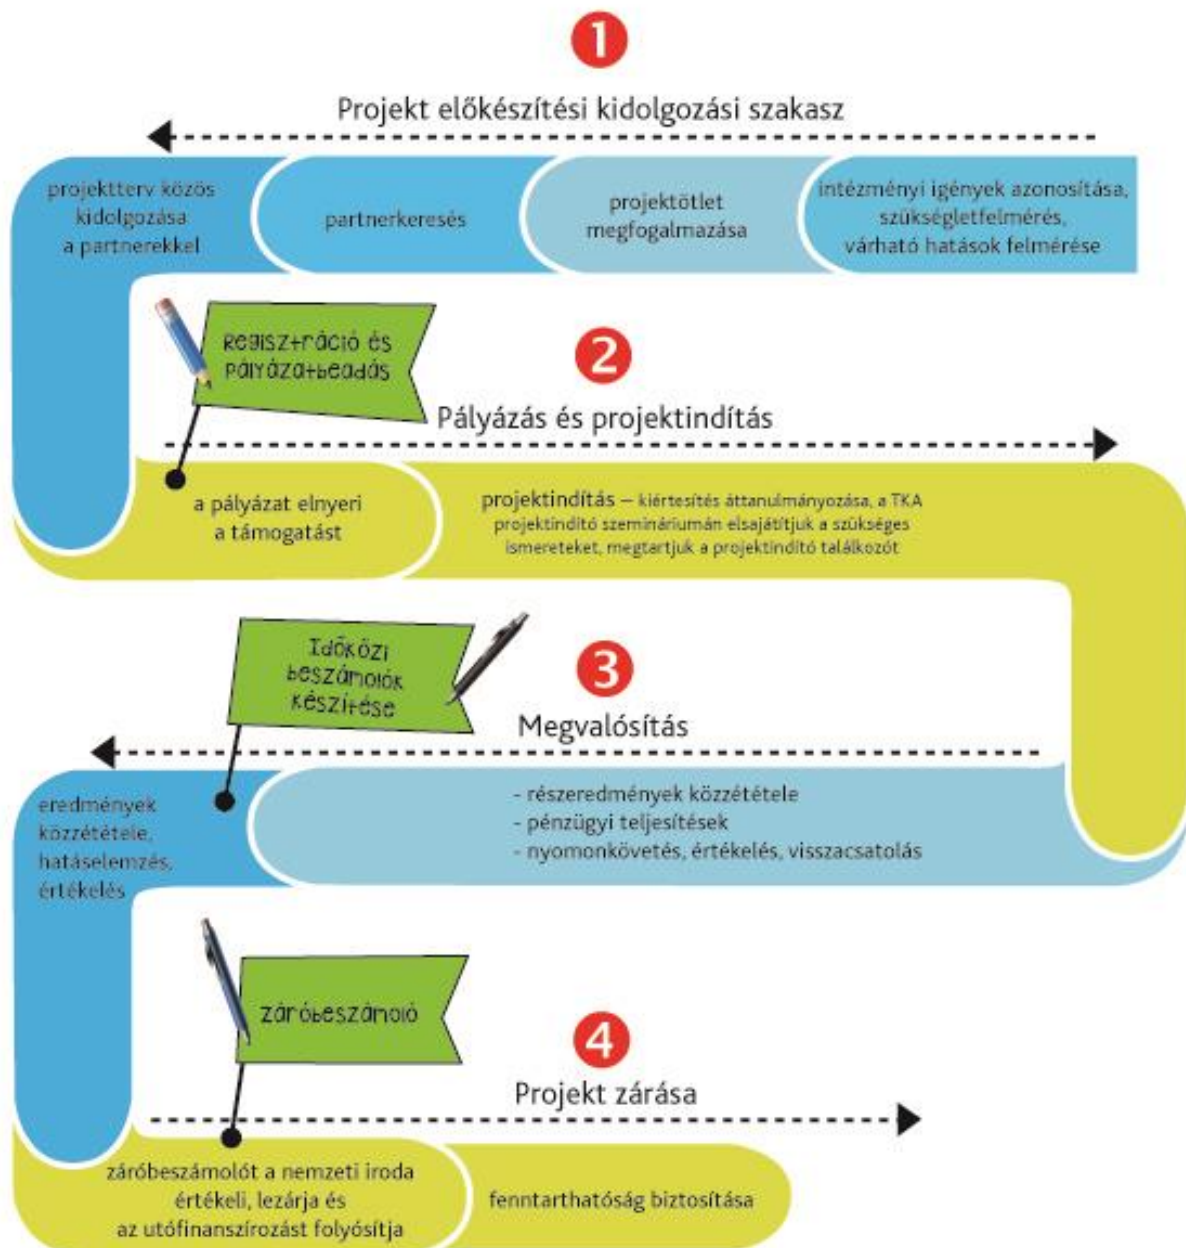 1
Projekt előkészítési kidolgozási szakasz
intézményi igények azonosítása,
szükségletfelmérés,
várható hatások felmérése
projektötlet
megfogalmazása
partnerkeresés
projektterv közös
kidolgozása
a partnerekkel
Regisztráció és
pályázatbeadás
2
Pályázás és projektindítás
a pályázat elnyeri
a támogatást
projektindítás – kiértesítés áttanulmányozása, a TKA
projektindító szemináriumán elsajátítjuk a szükséges
ismereteket, megtartjuk a projektindító találkozót
3
Megvalósítás
- részeredmények közzététele
- pénzügyi teljesítések
- nyomonkövetés, értékelés, visszacsatolás
Időközi
beszámolók
készítése
eredmények
közzététele,
hatáselemzés,
értékelés
Záróbeszámoló
4
Projekt zárása
záróbeszámolót a nemzeti iroda
értékeli, lezárja és
az utófinanszírozást folyósítja
fenntarthatóság biztosítása